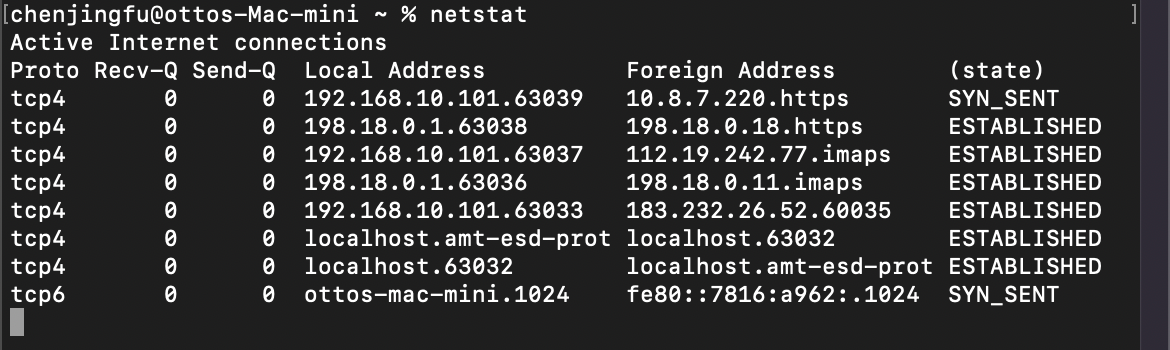 [chenjingfu@ottos-Mac-mini ~ % netstat ]
Active Internet connections
Proto Recv-Q Send-Q  Local Address          Foreign Address        (state)
tcp4       0      0  192.168.10.101.63039   10.8.7.220.https       SYN_SENT
tcp4       0      0  198.18.0.1.63038       198.18.0.18.https      ESTABLISHED
tcp4       0      0  192.168.10.101.63037   112.19.242.77.imaps    ESTABLISHED
tcp4       0      0  198.18.0.1.63036       198.18.0.11.imaps      ESTABLISHED
tcp4       0      0  192.168.10.101.63033   183.232.26.52.60035    ESTABLISHED
tcp4       0      0  localhost.amt-esd-prot localhost.63032        ESTABLISHED
tcp4       0      0  localhost.63032        localhost.amt-esd-prot ESTABLISHED
tcp6       0      0  ottos-mac-mini.1024    fe80::7816:a962:.1024  SYN_SENT